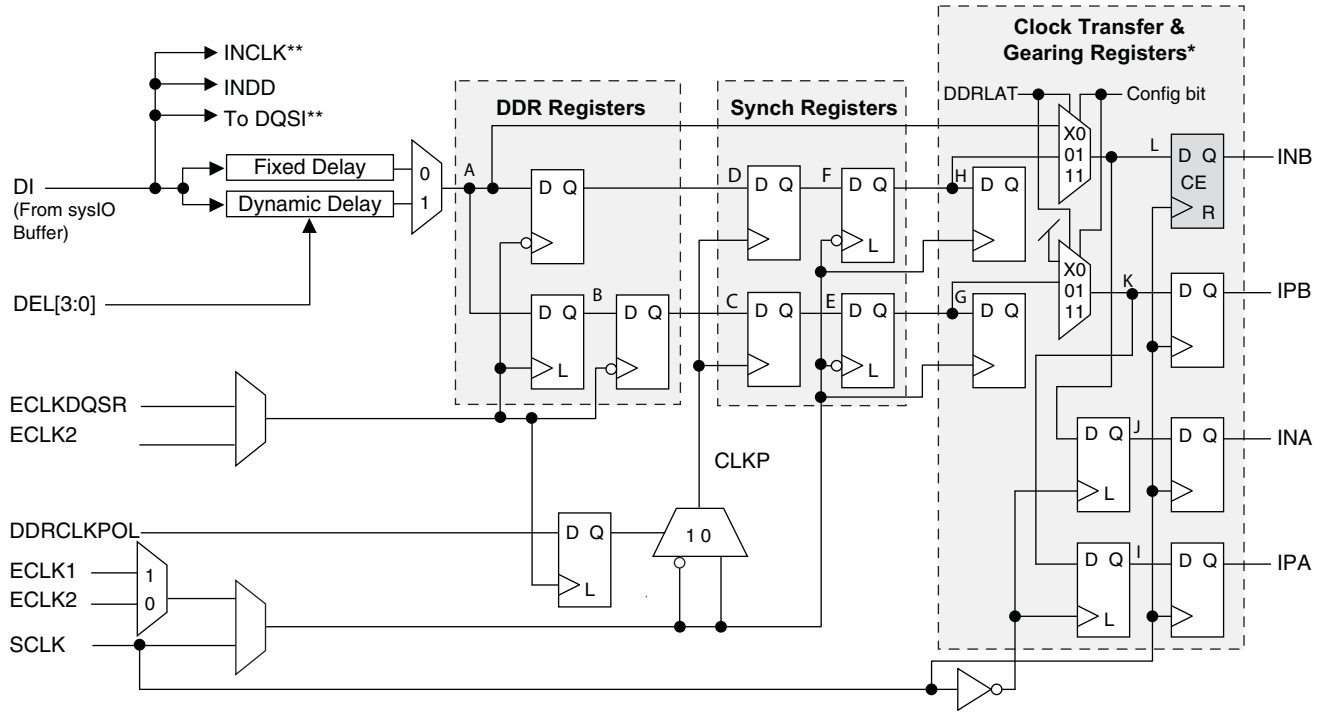 Clock Transfer &
Gearing Registers*
INCLK**
INDD
To DQSI**
DDR Registers
Synch Registers
DDRLAT
Config bit
Fixed Delay
Dynamic Delay
0
1
DI
(From sysIO
Buffer)
DEL[3:0]
A
D Q
D Q L
B
D Q
D
D Q
C
D Q
F
D Q L
E
D Q L
H
D Q
G
D Q
X0
01
11
X0
01
11
L
D Q
CE
R
INB
K
D Q
IPB
J
D Q L
D Q
INA
I
D Q L
D Q
IPA
ECLKDQSR
ECLK2
CLKP
DDRCLKPOL
D Q
L
1 0
ECLK1
ECLK2
1
0
SCLK